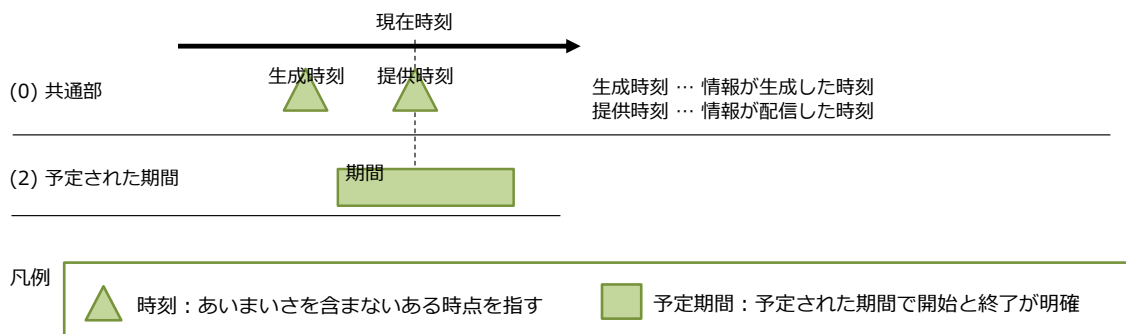 現在時刻
生成時刻 提供時刻
(0) 共通部
生成時刻 … 情報が生成した時刻
提供時刻 … 情報が配信した時刻
(2) 予定された期間
期間
凡例
時刻：あいまいさを含まないある時点を指す
予定期間：予定された期間で開始と終了が明確